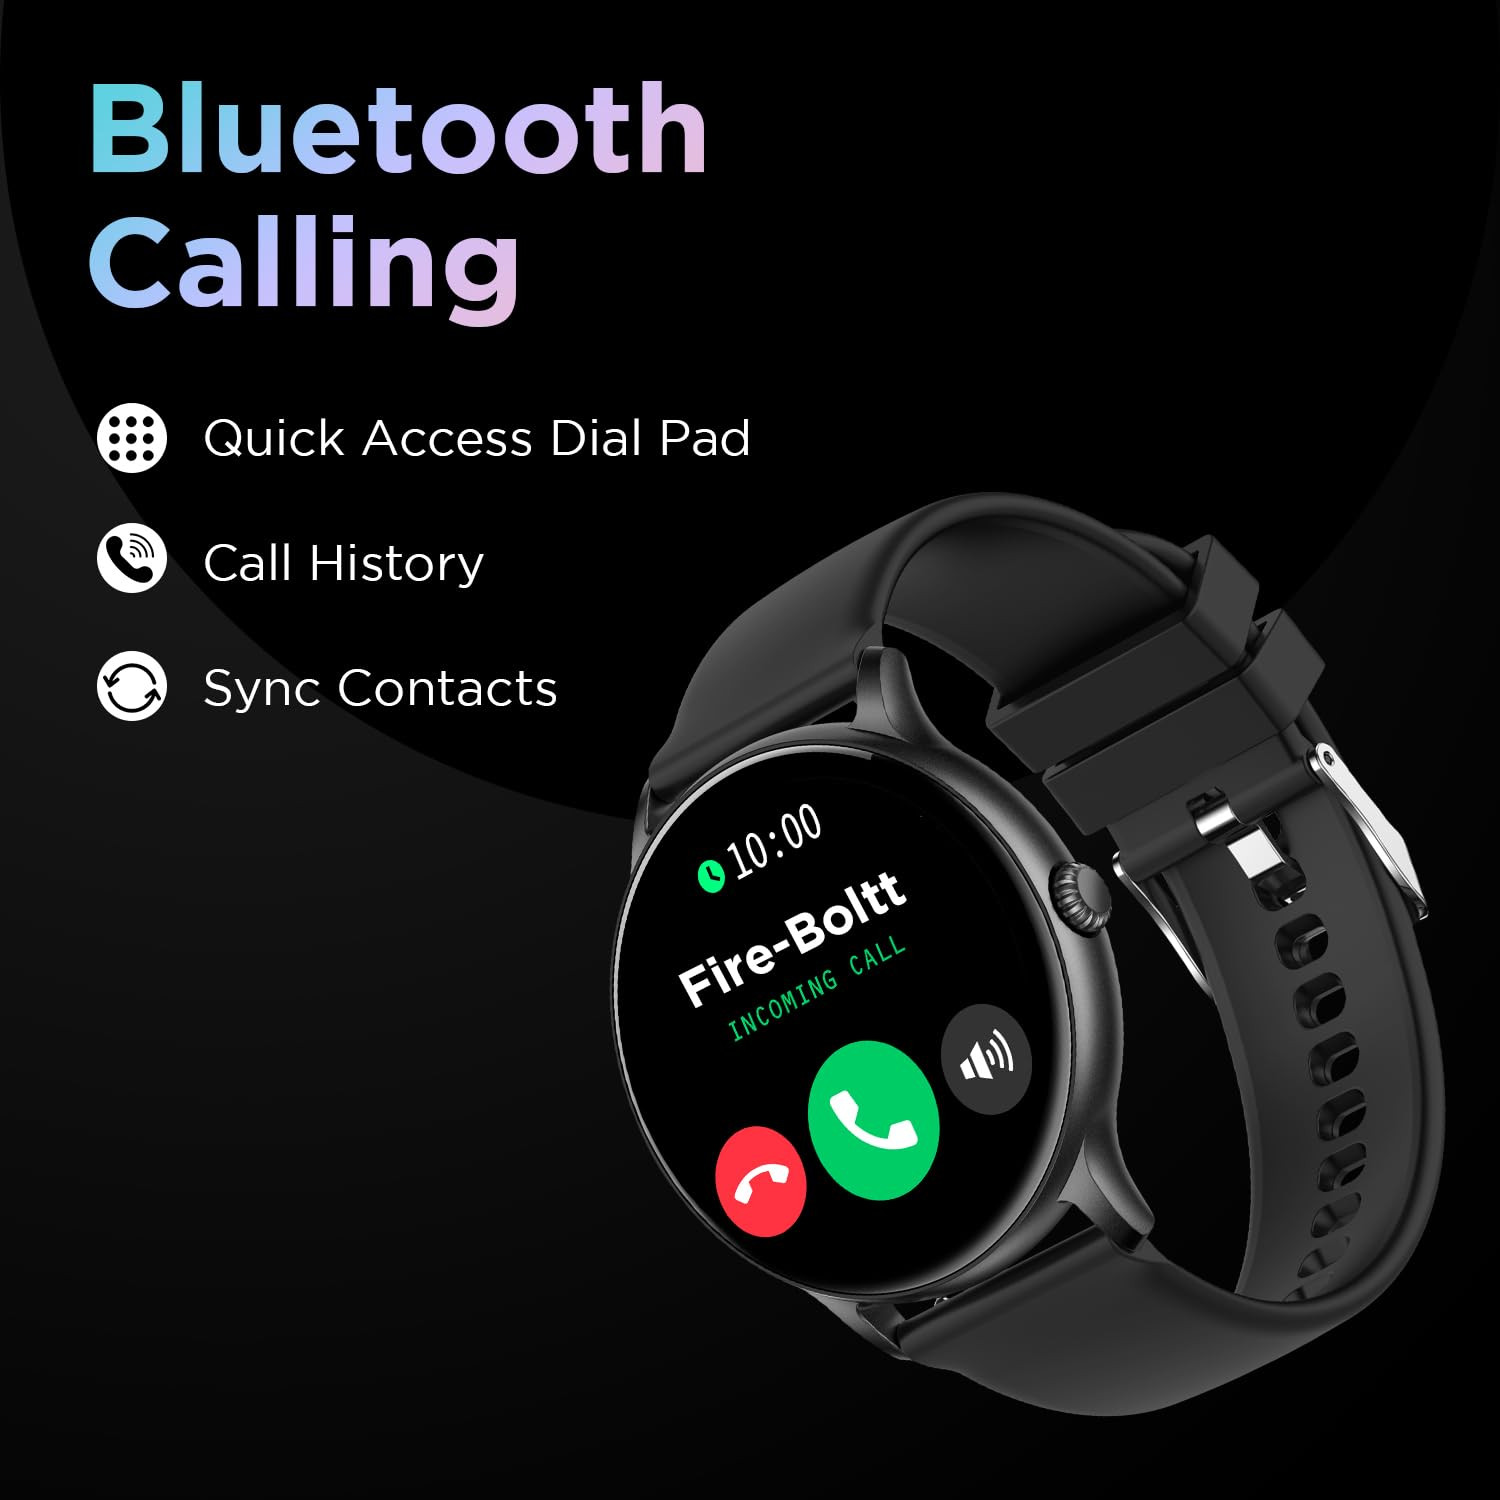 Bluetooth
Calling
Quick Access Dial Pad
Call History
Sync Contacts
10:00
Fire-Boltt
INCOMING CALL